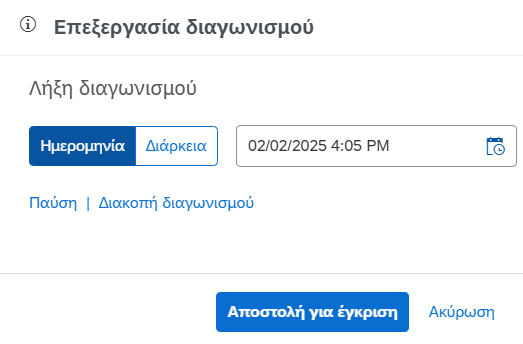 Επεξεργασία διαγωνισμού
Λήξη διαγωνισμού
Ημερομηνία Διάρκεια 02/02/2025 4:05 PM
Παύση | Διακοπή διαγωνισμού
Αποστολή για έγκριση Ακύρωση